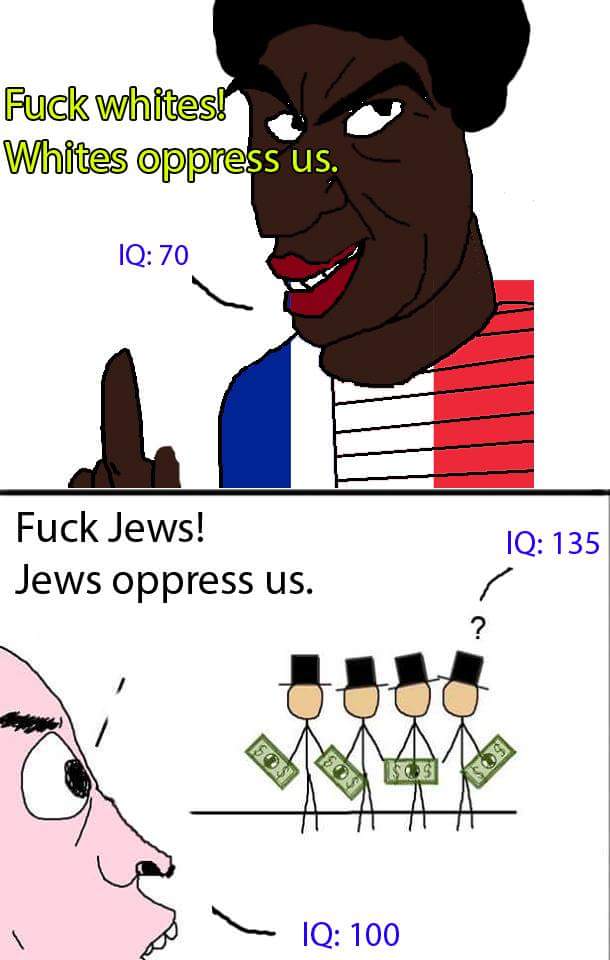 Fuck whites!
Whites oppress us.
IQ: 70
Fuck Jews!
Jews oppress us.
IQ: 135
?
$ $
$ $
$ $
$ $
IQ: 100